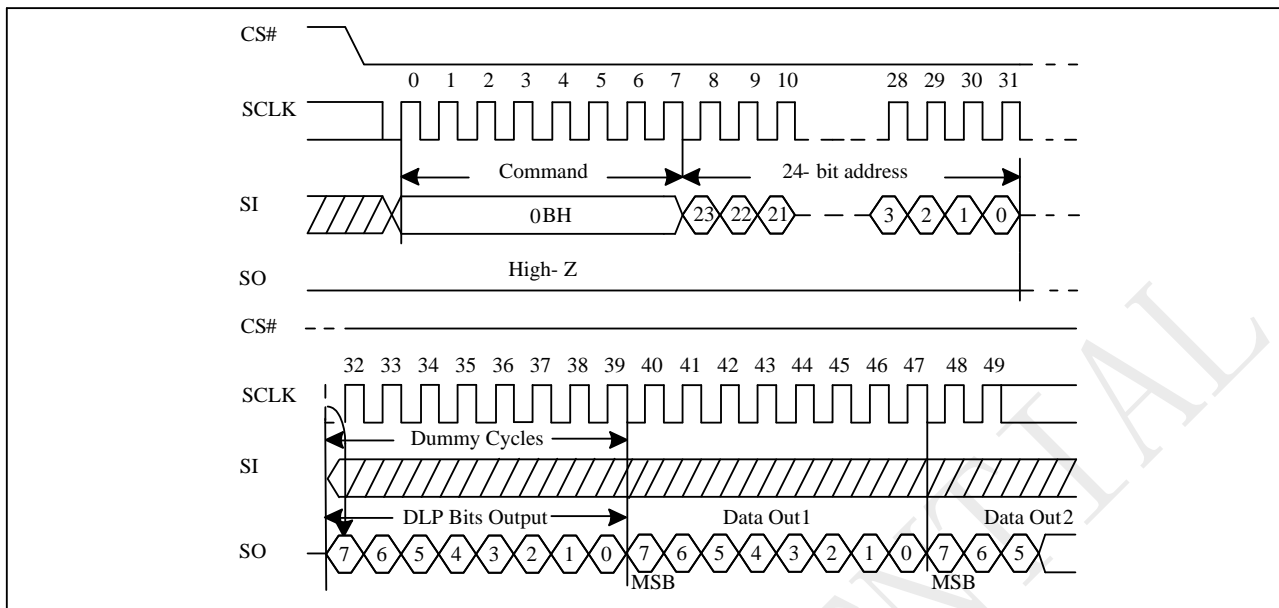 CS#
0 1 2 3 4 5 6 7 8 9 10 28 29 30 31
SCLK
Command 24- bit address
SI 0BH 23 22 21 3 2 1 0
High- Z
SO
CS#
32 33 34 35 36 37 38 39 40 41 42 43 44 45 46 47 48 49
SCLK
Dummy Cycles
SI
DLP Bits Output Data Out1 Data Out2
SO 7 6 5 4 3 2 1 0 7 6 5 4 3 2 1 0 7 6 5
MSB MSB
NTIAL